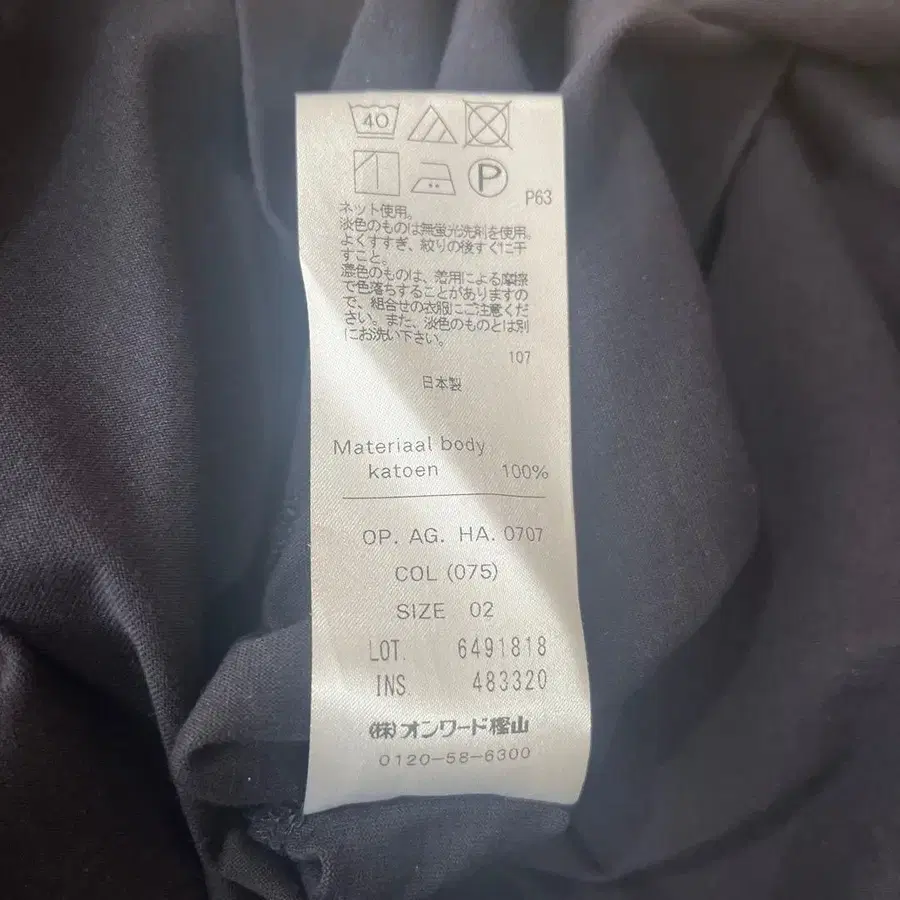 40
P
P63
ネット使用。
淡色のものは無蛍光洗剤を使用。
よくすすぎ、絞りの後すぐに干
すこと。
濃色のものは、着用による摩擦
で色落ちすることがありますの
で、組合せの衣服にご注意くだ
さい。また、淡色のものとは別
にお洗い下さい。
107
日本製
Materiaal body
katoen 100%
OP. AG. HA. 0707
COL (075)
SIZE 02
LOT. 6491818
INS. 483320
㈱オンワード樫山
0120-58-6300